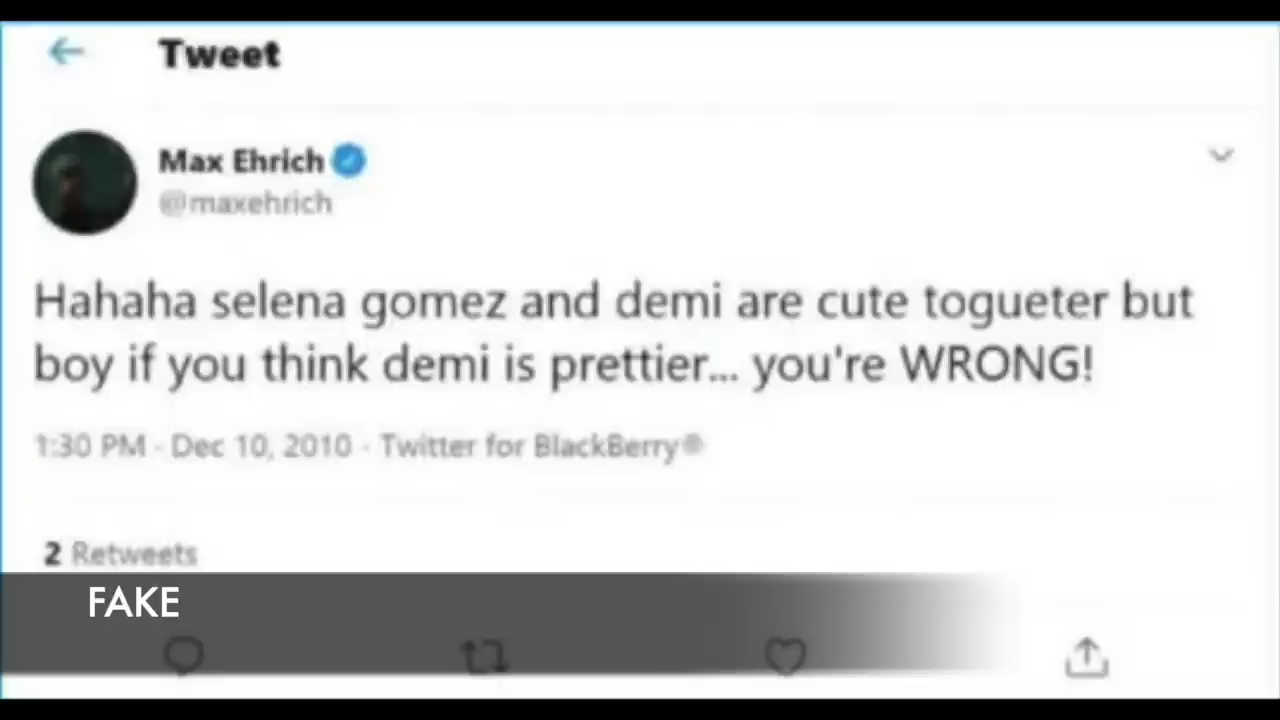 Tweet
Max Ehrich
@maxehrich
Hahaha selena gomez and demi are cute togueter but
boy if you think demi is prettier... you're WRONG!
1:30 PM · Dec 10, 2010 · Twitter for BlackBerry®
2 Retweets
FAKE